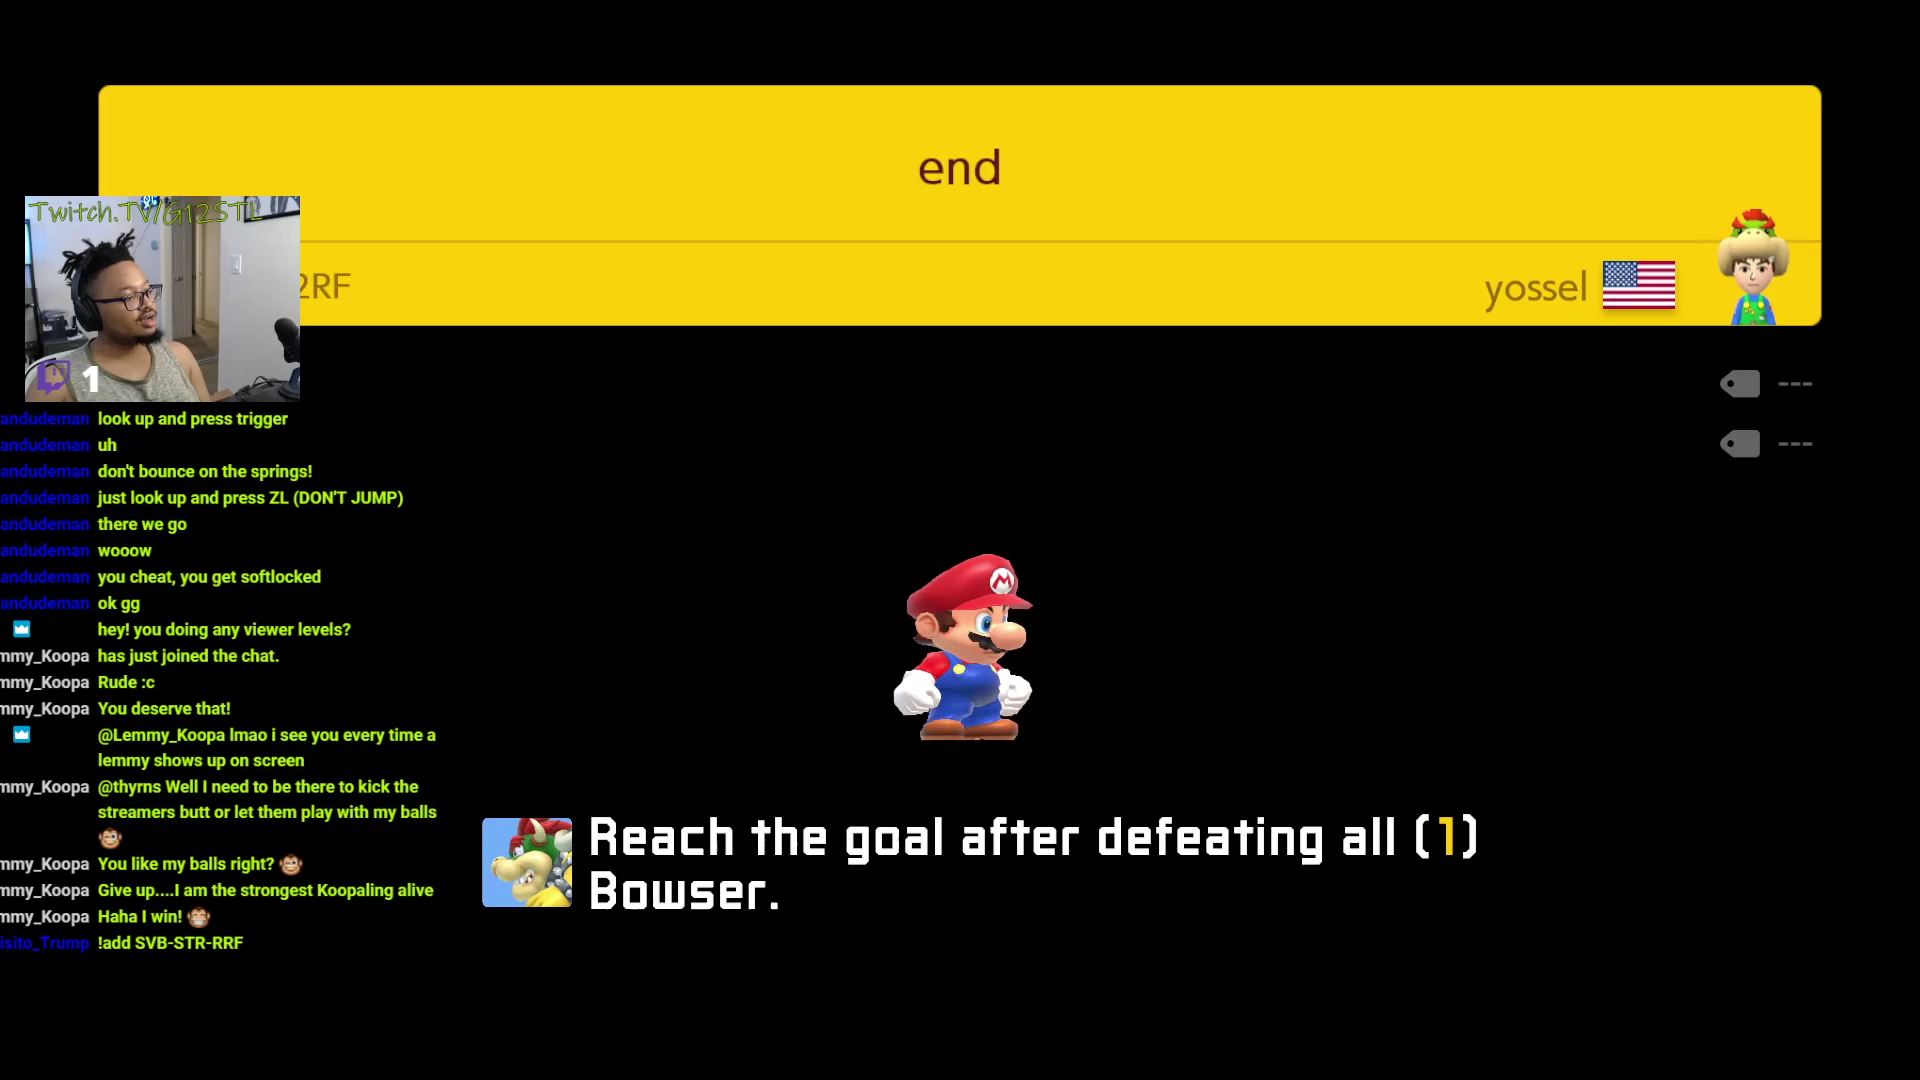 end
Twitch.TV/G12STL
2RF
yossel
1
---
---
andudeman look up and press trigger
andudeman uh
andudeman don't bounce on the springs!
andudeman just look up and press ZL (DON'T JUMP)
andudeman there we go
andudeman wooow
andudeman you cheat, you get softlocked
andudeman ok gg
hey! you doing any viewer levels?
mmy_Koopa has just joined the chat.
mmy_Koopa Rude :c
mmy_Koopa You deserve that!
@Lemmy_Koopa lmao i see you every time a
lemmy shows up on screen
mmy_Koopa @thyrns Well I need to be there to kick the
streamers butt or let them play with my balls
mmy_Koopa You like my balls right?
mmy_Koopa Give up....I am the strongest Koopaling alive
mmy_Koopa Haha I win!
isito_Trump !add SVB-STR-RRF
Reach the goal after defeating all (1)
Bowser.